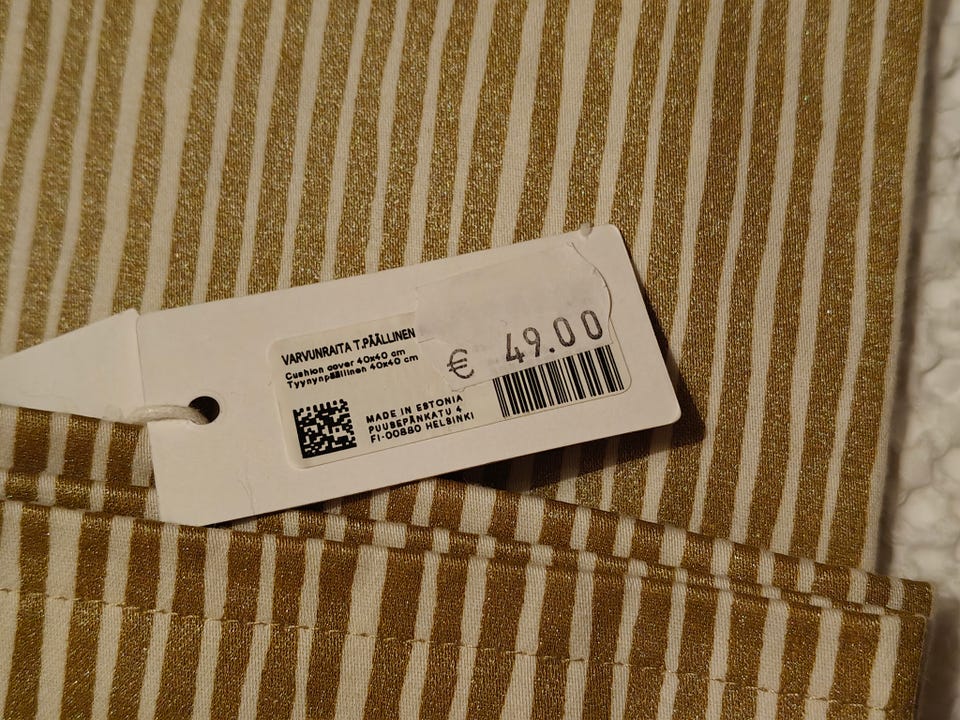 VARVUNRAITA T.PÄÄLLINEN
Cushion cover 40x40 cm
Tyynynpäällinen 40x40 cm
€ 49.00
MADE IN ESTONIA
PUUSEPÄNKATU 4
FI-00880 HELSINKI